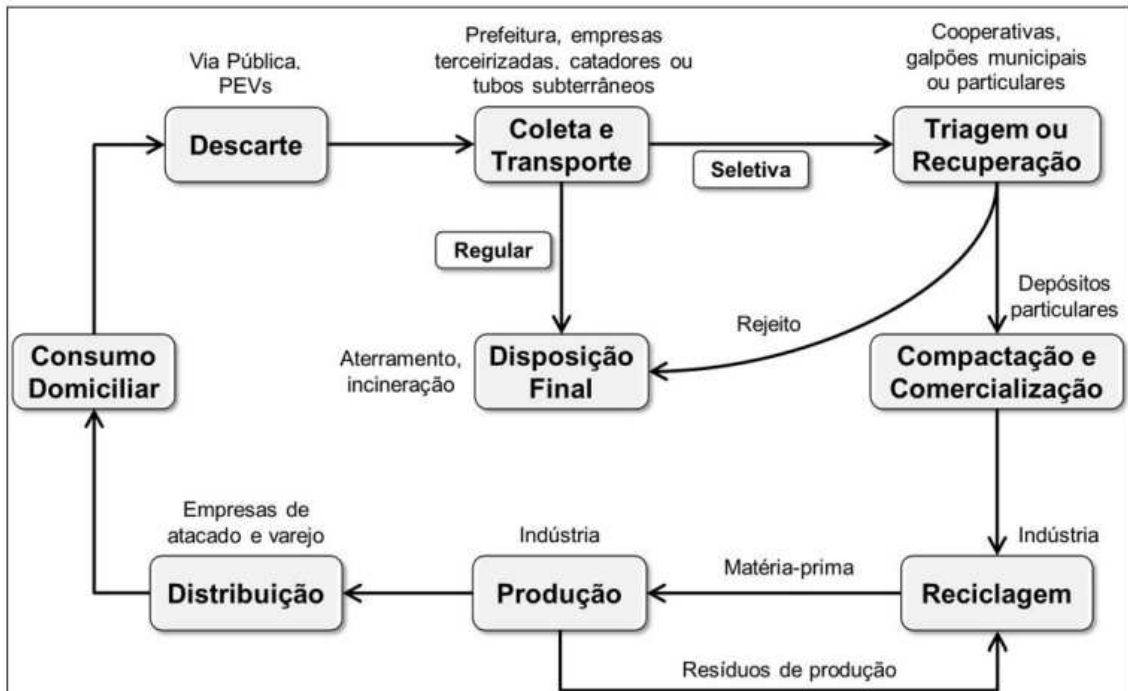 Via Pública,
PEVs
Descarte
Prefeitura, empresas
terceirizadas, catadores ou
tubos subterrâneos
Coleta e
Transporte
Seletiva
Cooperativas,
galpões municipais
ou particulares
Triagem ou
Recuperação
Regular
Rejeito
Depósitos
particulares
Consumo
Domiciliar
Aterramento,
incineração
Disposição
Final
Compactação e
Comercialização
Empresas de
atacado e varejo
Distribuição
Indústria
Produção
Matéria-prima
Indústria
Reciclagem
Resíduos de produção